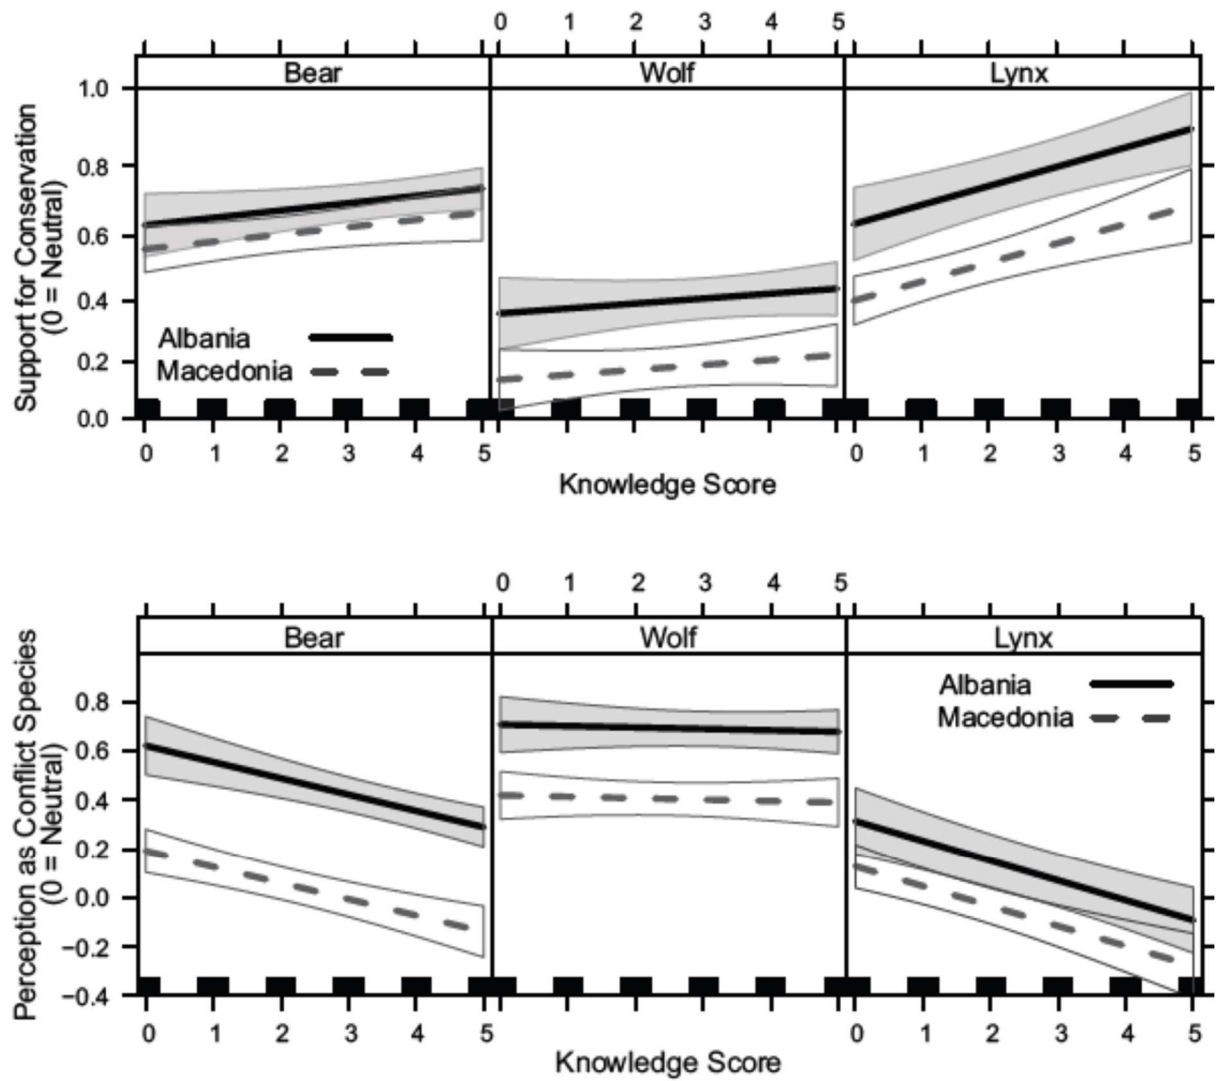 0 1 2 3 4 5
Bear Wolf Lynx
1.0
0.8
0.6
0.4
0.2
0.0
Support for Conservation
(0 = Neutral)
Albania
Macedonia
0 1 2 3 4 5 0 1 2 3 4 5
Knowledge Score
0 1 2 3 4 5
Bear Wolf Lynx
0.8
0.6
0.4
0.2
0.0
−0.2
−0.4
Perception as Conflict Species
(0 = Neutral)
Albania
Macedonia
0 1 2 3 4 5 0 1 2 3 4 5
Knowledge Score